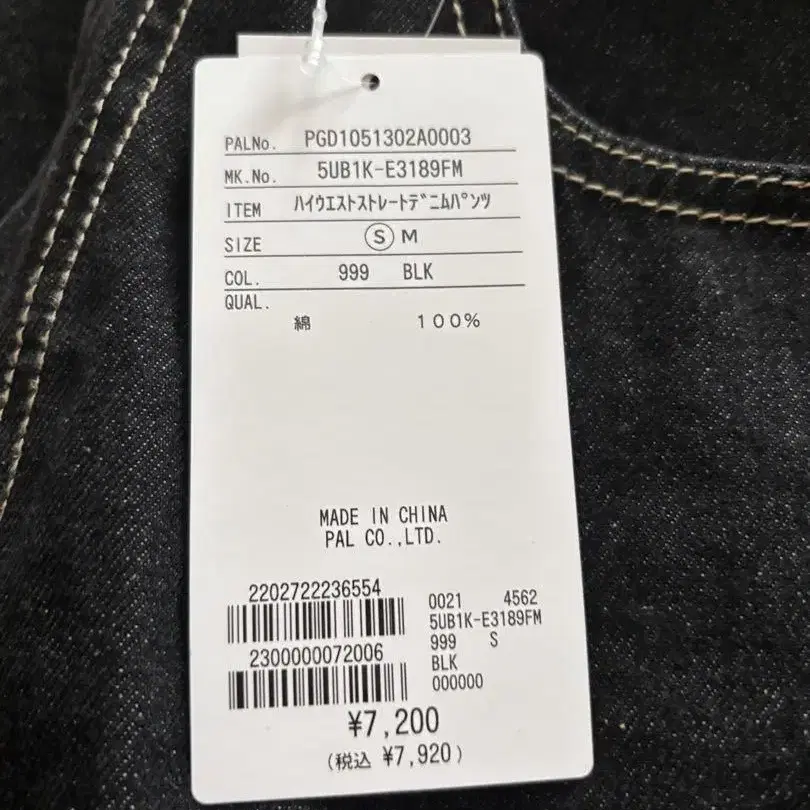 PALNo. PGD1051302A0003
MK.No. 5UB1K-E3189FM
ITEM ﾊｲｳｴｽﾄｽﾄﾚｰﾄﾃﾞﾆﾑﾊﾟﾝﾂ
SIZE S M
COL. 999 BLK
QUAL.
綿 100%
MADE IN CHINA
PAL CO.,LTD.
2202722236554
0021 4562
5UB1K-E3189FM
999 S
2300000072006
BLK
000000
¥7,200
(税込 ¥7,920)